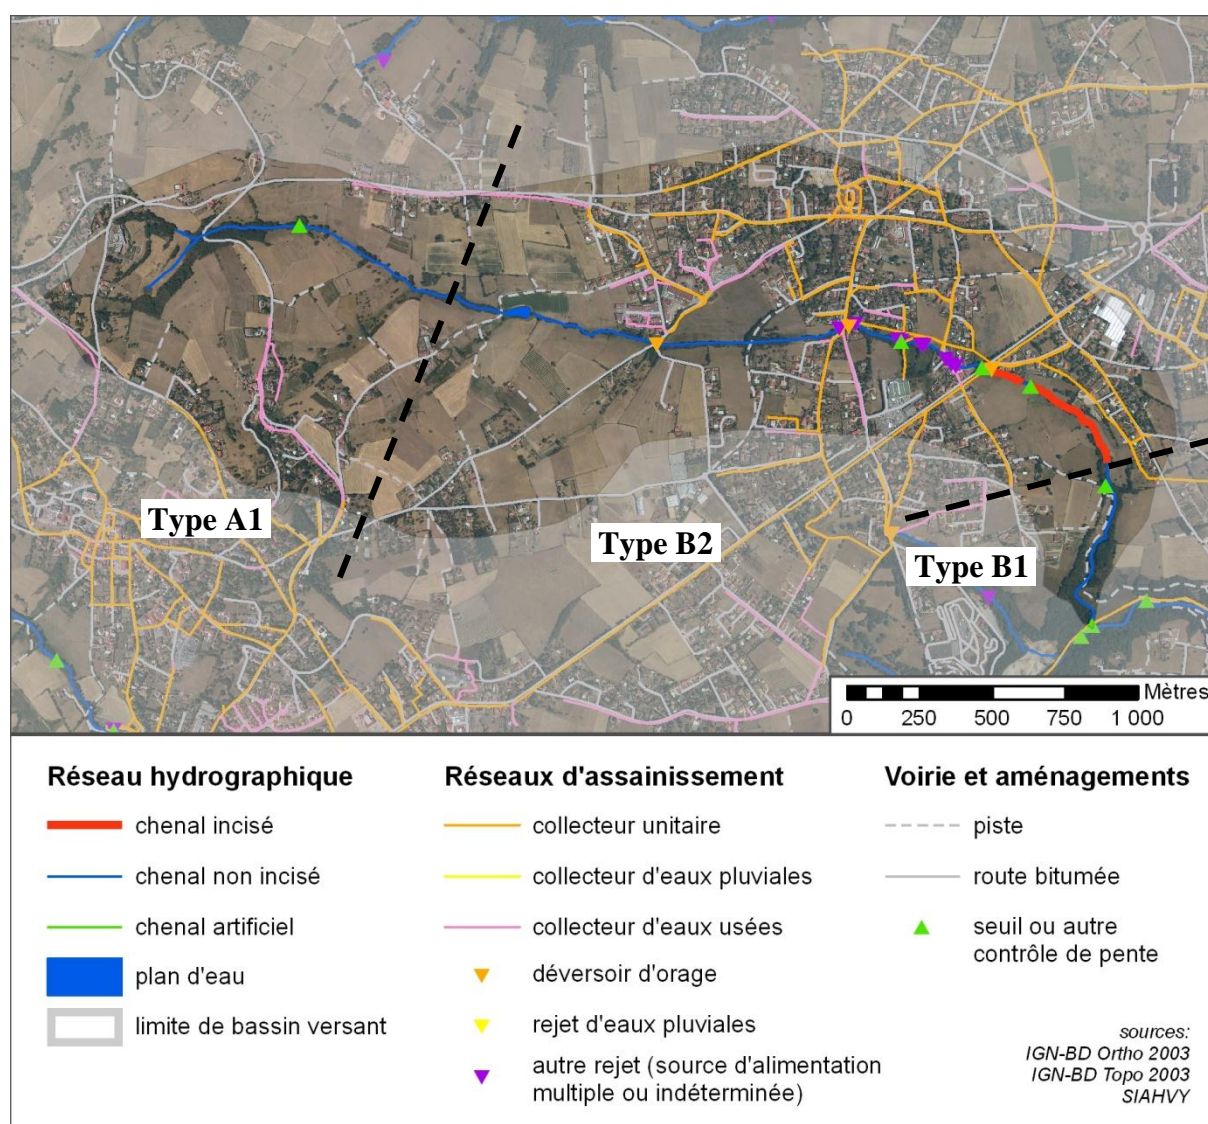 Type A1
Type B2
Type B1
Mètres
0 250 500 750 1 000
Réseau hydrographique
chenal incisé
chenal non incisé
chenal artificiel
plan d'eau
limite de bassin versant
Réseaux d'assainissement
collecteur unitaire
collecteur d'eaux pluviales
collecteur d'eaux usées
déversoir d'orage
rejet d'eaux pluviales
autre rejet (source d'alimentation
multiple ou indéterminée)
Voirie et aménagements
piste
route bitumée
seuil ou autre
contrôle de pente
sources:
IGN-BD Ortho 2003
IGN-BD Topo 2003
SIAHVY